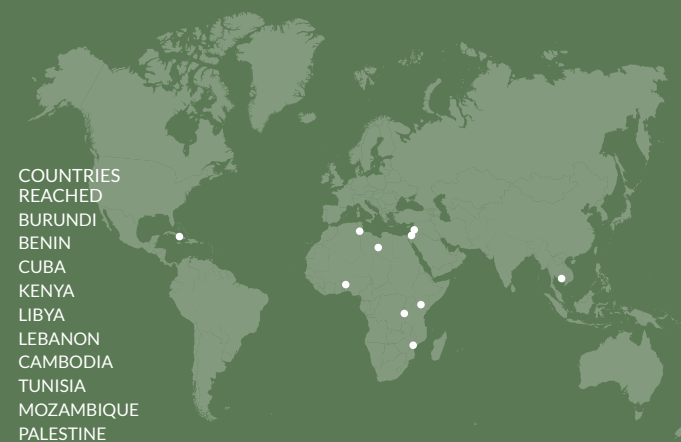 COUNTRIES
REACHED
BURUNDI
BENIN
CUBA
KENYA
LIBYA
LEBANON
CAMBODIA
TUNISIA
MOZAMBIQUE
PALESTINE